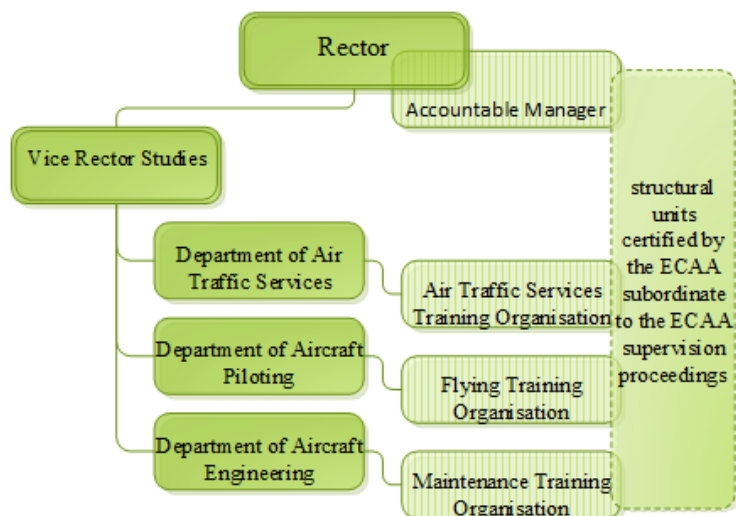 Rector
Accountable Manager
Vice Rector Studies
Department of Air
Traffic Services
Air Traffic Services
Training Organisation
Department of Aircraft
Piloting
Flying Training
Organisation
Department of Aircraft
Engineering
Maintenance Training
Organisation
structural
units
certified by
the ECAA
subordinate
to the ECAA
supervision
proceedings